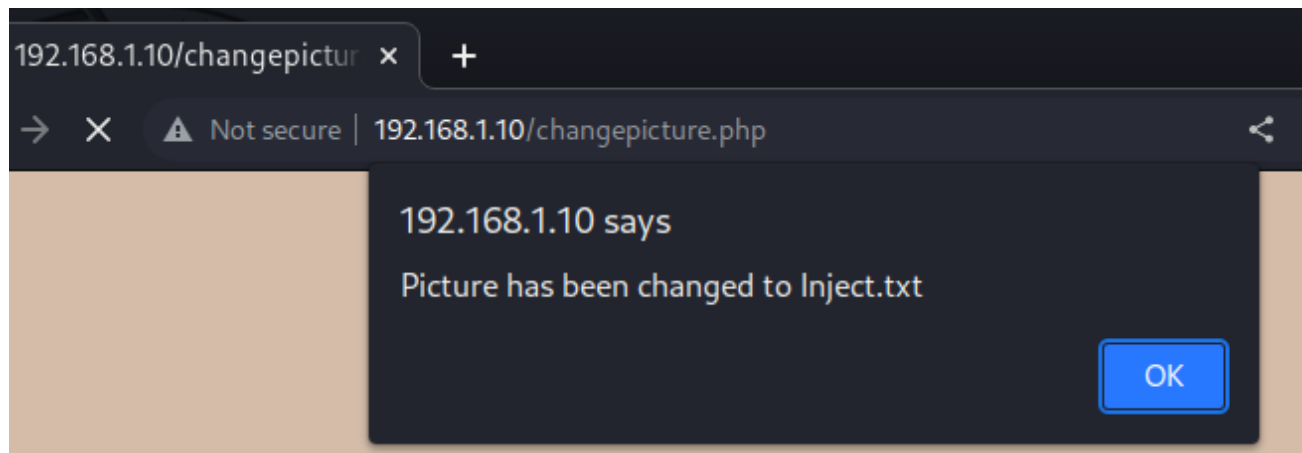 192.168.1.10/changepictur
Not secure | 192.168.1.10/changepicture.php
192.168.1.10 says
Picture has been changed to Inject.txt
OK